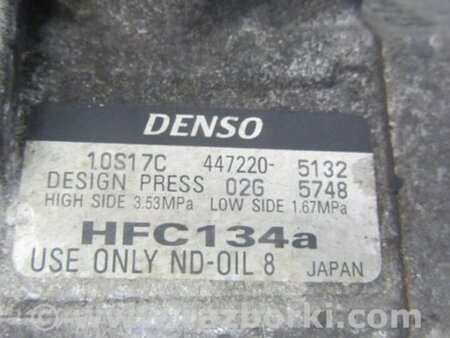 DENSO
10S17C 447220-5132
DESIGN PRESS 02G 5748
HIGH SIDE 3.53MPa LOW SIDE 1.67MPa
HFC134a
USE ONLY ND-OIL 8 JAPAN